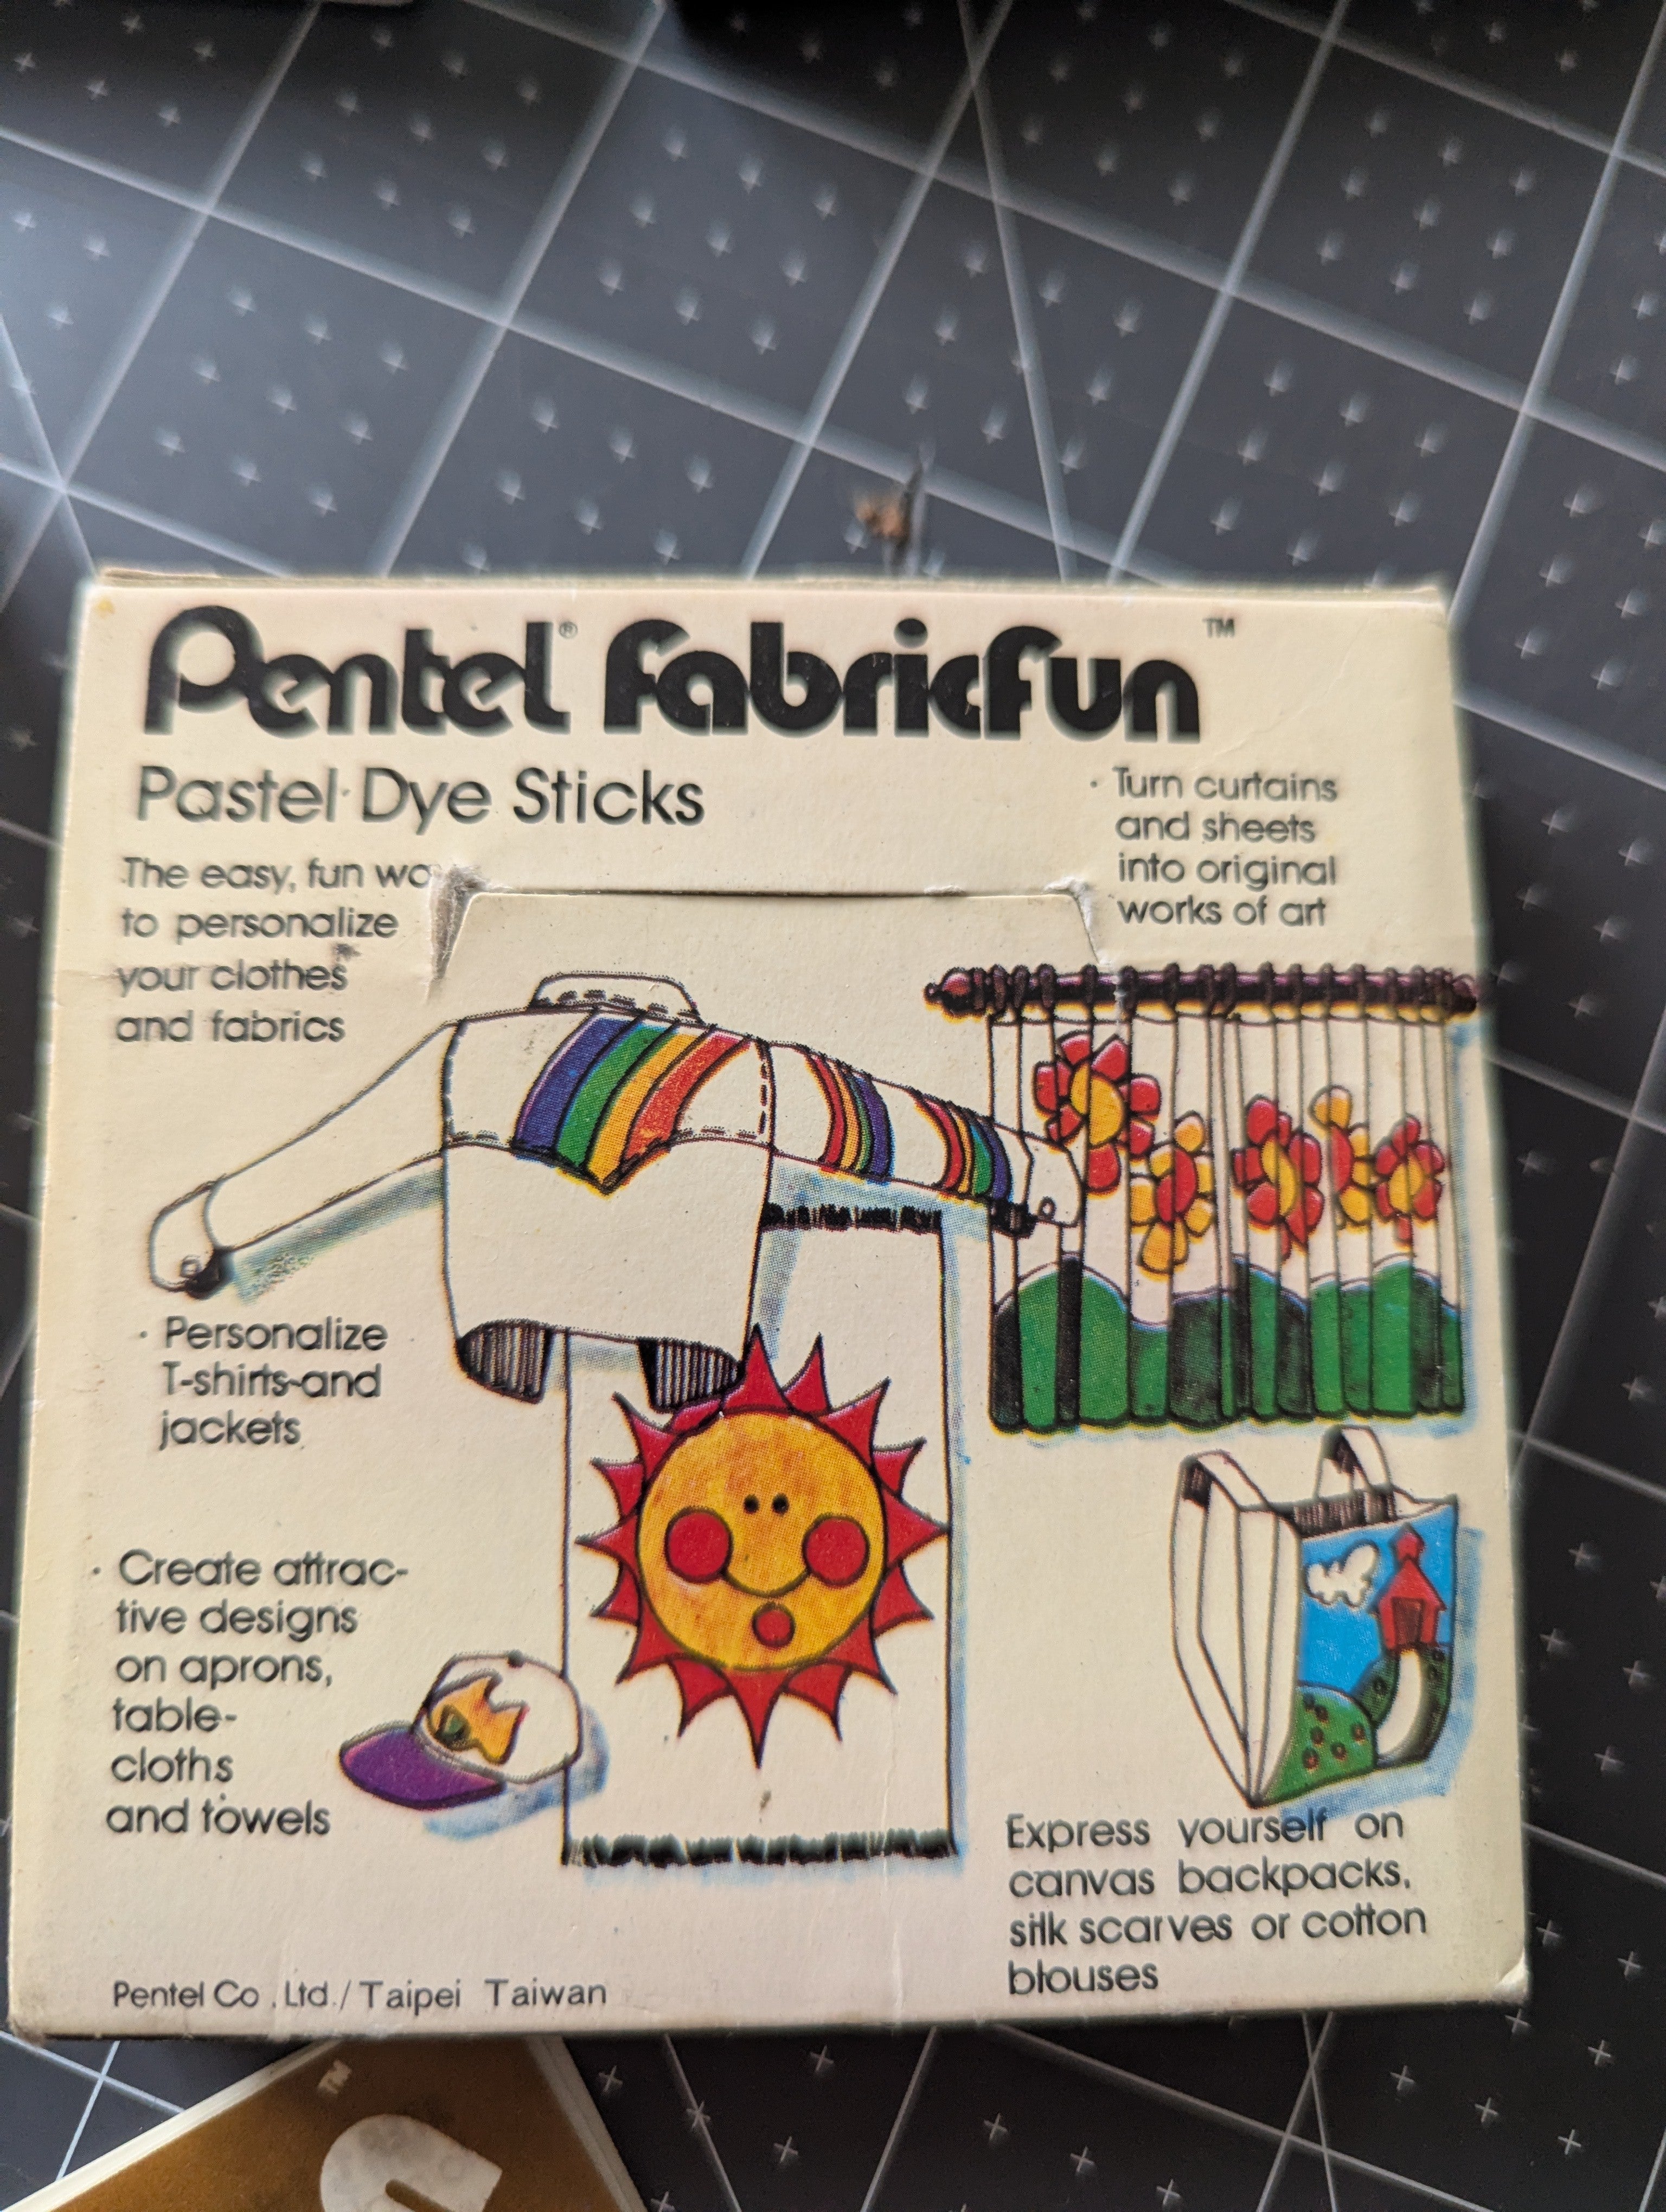 Pentel® Fabricfun™
Pastel Dye Sticks
The easy, fun
to personalize
your clothes
and fabrics
· Turn curtains
and sheets
into original
works of art
· Personalize
T-shirts and
jackets
· Create attrac-
tive designs
on aprons,
table-
cloths
and towels
Express yourself on
canvas backpacks,
silk scarves or cotton
blouses
Pentel Co., Ltd./Taipei Taiwan
TM